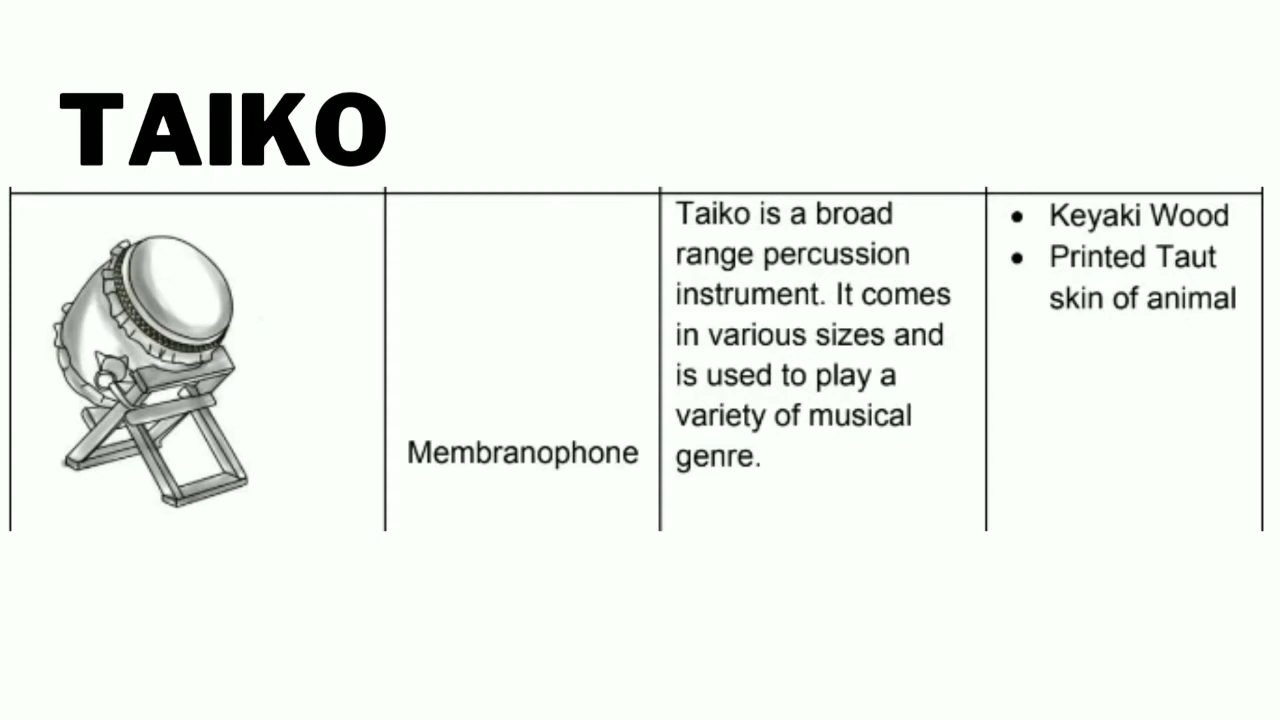 TAIKO
Membranophone
Taiko is a broad
range percussion
instrument. It comes
in various sizes and
is used to play a
variety of musical
genre.
• Keyaki Wood
• Printed Taut
skin of animal